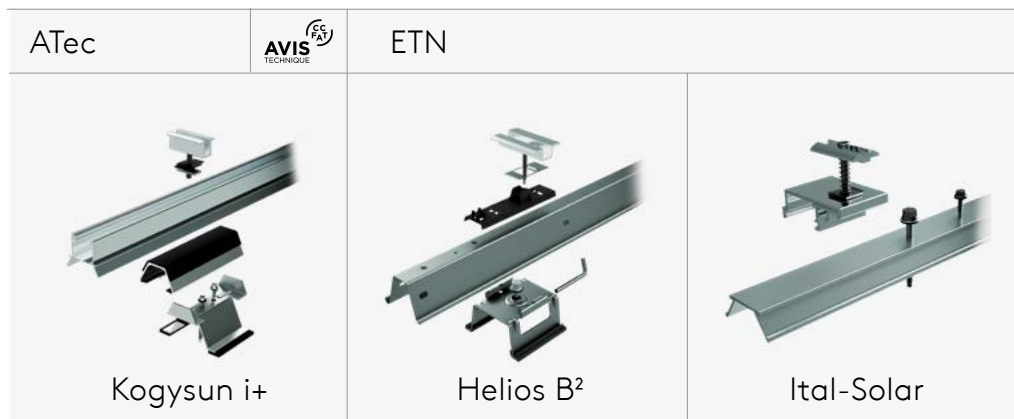 ATec
CC
FAT
AVIS
TECHNIQUE
ETN
Kogysun i+
Helios B²
Ital-Solar